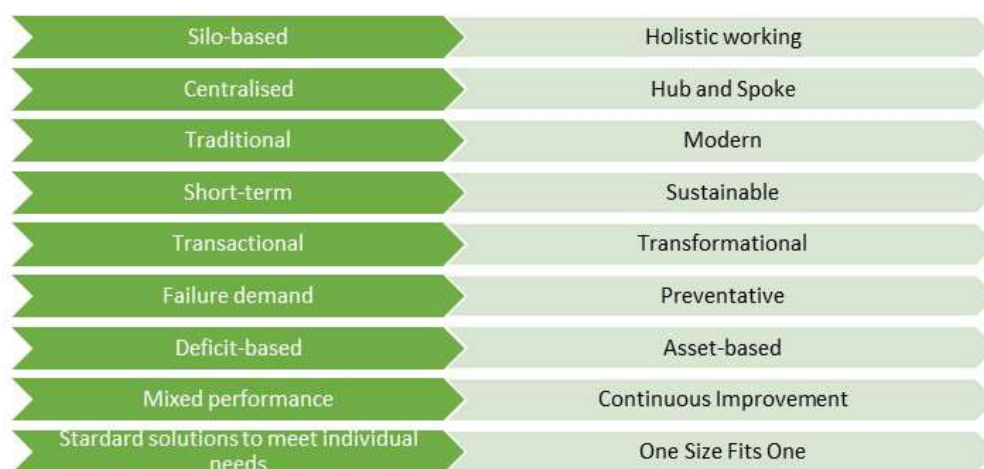 Silo-based
Holistic working
Centralised
Hub and Spoke
Traditional
Modern
Short-term
Sustainable
Transactional
Transformational
Failure demand
Preventative
Deficit-based
Asset-based
Mixed performance
Continuous Improvement
Stardard solutions to meet individual
needs
One Size Fits One